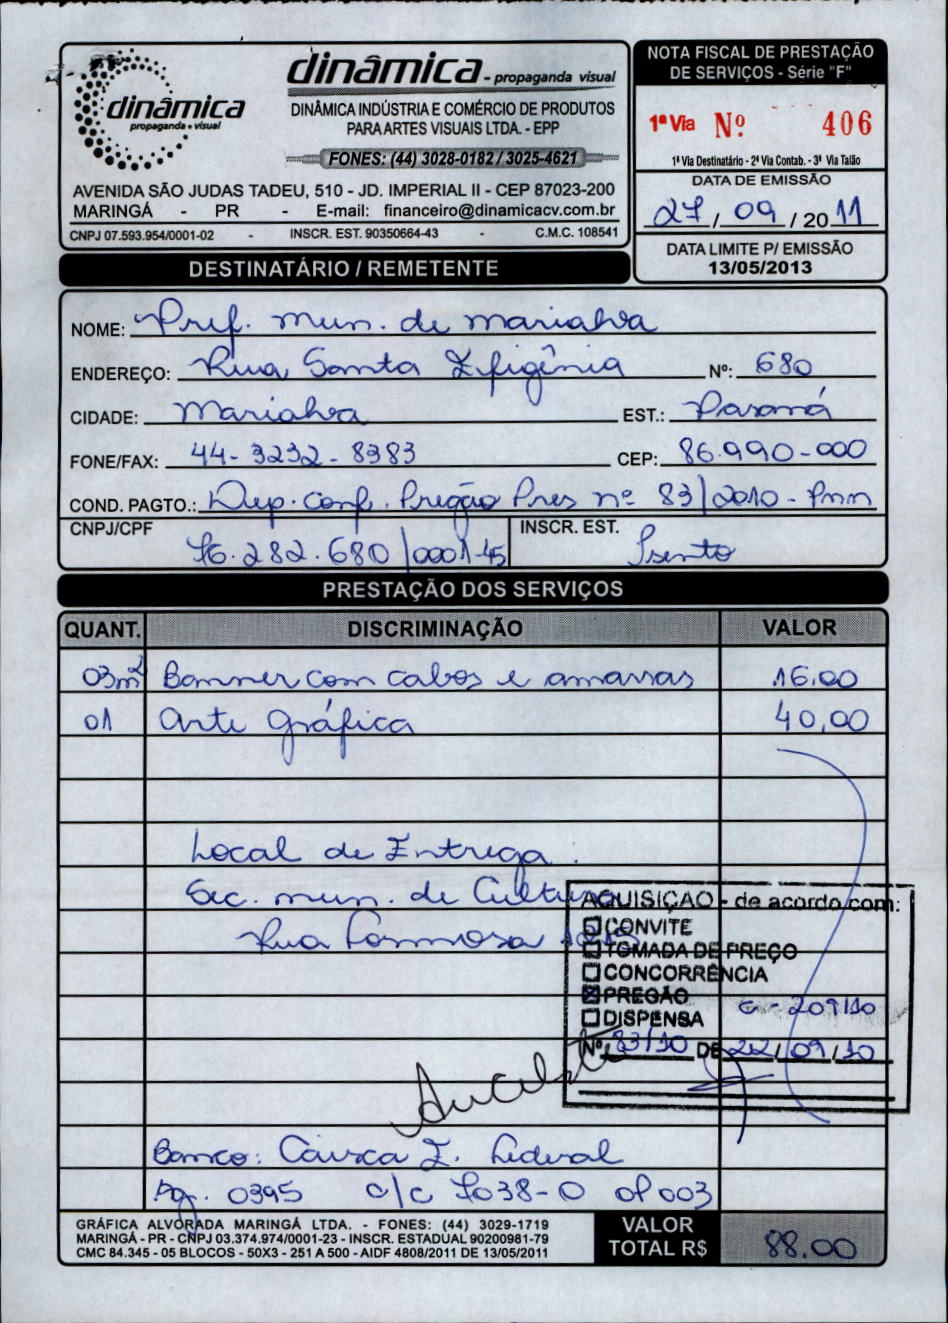 dinâmica
propaganda • visual
dinâmica - propaganda visual
DINÂMICA INDÚSTRIA E COMÉRCIO DE PRODUTOS
PARA ARTES VISUAIS LTDA. - EPP
FONES: (44) 3028-0182 / 3025-4621
AVENIDA SÃO JUDAS TADEU, 510 - JD. IMPERIAL II - CEP 87023-200
MARINGÁ - PR - E-mail: financeiro@dinamicacv.com.br
CNPJ 07.593.954/0001-02 - INSCR. EST. 90350664-43 - C.M.C. 108541
NOTA FISCAL DE PRESTAÇÃO
DE SERVIÇOS - Série "F"
1ª Via Nº 406
1ª Via Destinatário - 2ª Via Contab. - 3ª Via Talão
DATA DE EMISSÃO
27 / 09 / 2011
DATA LIMITE P/ EMISSÃO
13/05/2013
DESTINATÁRIO / REMETENTE
NOME: Pref. mun. de marialva
ENDEREÇO: Rua Santa Efigênia Nº: 680
CIDADE: Marialva EST.: Paraná
FONE/FAX: 44-3232-8383 CEP: 86.990-000
COND. PAGTO.: Dep. conf. Pregão Pres nº 83/2010 - Pmm
CNPJ/CPF 76.282.680/0001-45 INSCR. EST. Isento
PRESTAÇÃO DOS SERVIÇOS
QUANT. DISCRIMINAÇÃO VALOR
03m² Banner com cabos e amarras 16,00
01 Arte Gráfica 40,00
Local de Entrega.
Sec. mun. de Cultura
Rua Formosa
AQUISIÇÃO - de acordo com:
CONVITE
TOMADA DE PREÇO
CONCORRÊNCIA
PREGÃO
DISPENSA C - 209/10
Nº 83/10 DE 22/09/10
Banco: Caixa E. Federal
Ag. 0395 c/c 7038-0 op 003
GRÁFICA ALVORADA MARINGÁ LTDA. - FONES: (44) 3029-1719
MARINGÁ - PR - CNPJ 03.374.974/0001-23 - INSCR. ESTADUAL 90200981-79
CMC 84.345 - 05 BLOCOS - 50X3 - 251 A 500 - AIDF 4808/2011 DE 13/05/2011
VALOR
TOTAL R$ 88.00